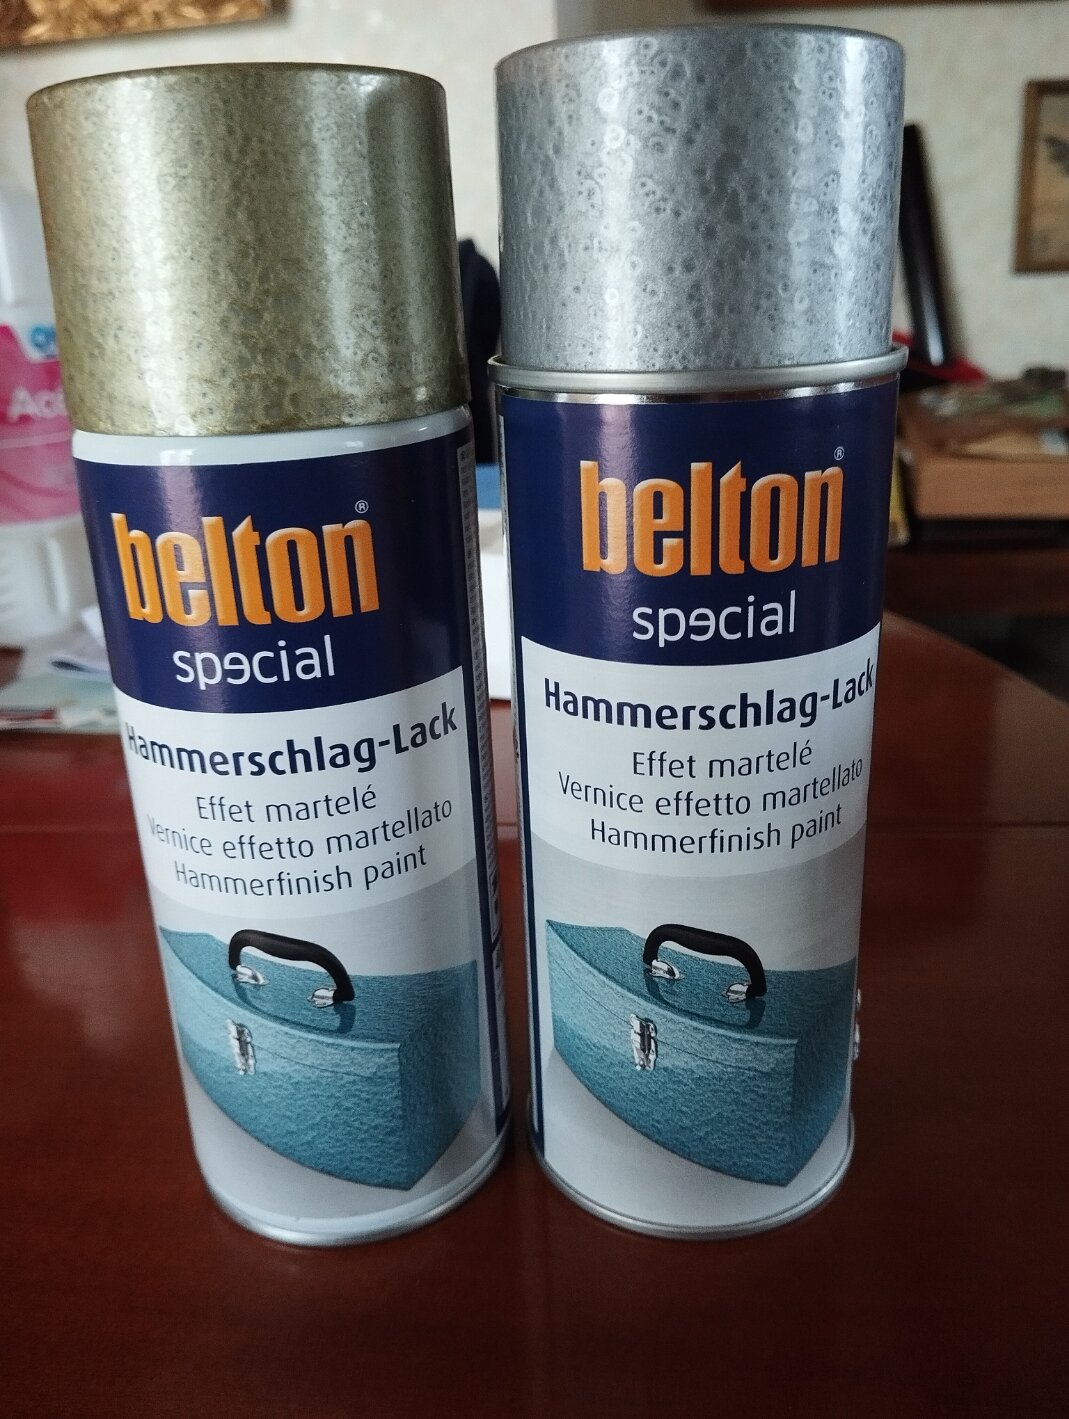 belton®
special
Hammerschlag-Lack
Effet martelé
Vernice effetto martellato
Hammerfinish paint
belton®
special
Hammerschlag-Lack
Effet martelé
Vernice effetto martellato
Hammerfinish paint